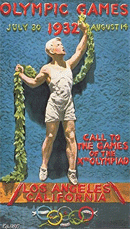 OLYMPIC GAMES
JULY 30 1932 AUGUST 14
CALL TO
THE GAMES
OF THE
Xth OLYMPIAD
LOS ANGELES
CALIFORNIA